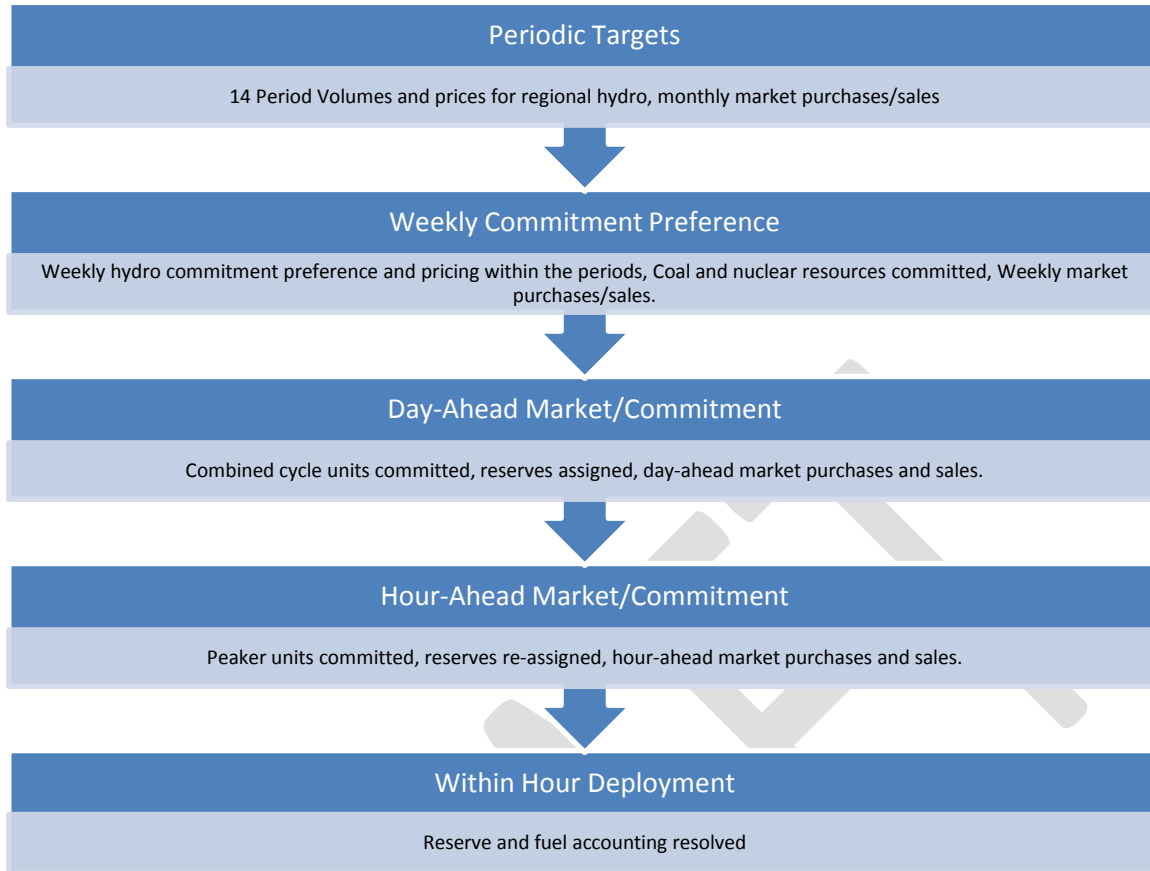 Periodic Targets
14 Period Volumes and prices for regional hydro, monthly market purchases/sales
Weekly Commitment Preference
Weekly hydro commitment preference and pricing within the periods, Coal and nuclear resources committed, Weekly market
purchases/sales.
Day-Ahead Market/Commitment
Combined cycle units committed, reserves assigned, day-ahead market purchases and sales.
Hour-Ahead Market/Commitment
Peaker units committed, reserves re-assigned, hour-ahead market purchases and sales.
Within Hour Deployment
Reserve and fuel accounting resolved